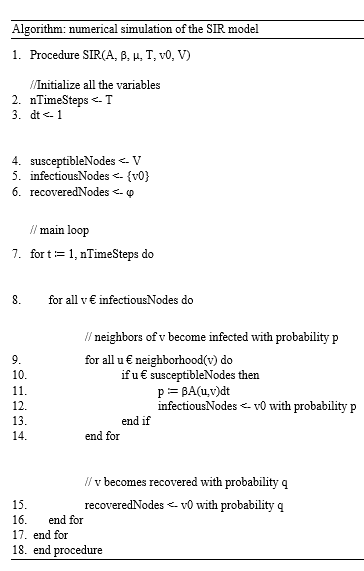 Algorithm: numerical simulation of the SIR model
1. Procedure SIR(A, β, μ, T, v0, V)
//Initialize all the variables
2. nTimeSteps <- T
3. dt <- 1
4. susceptibleNodes <- V
5. infectiousNodes <- {v0}
6. recoveredNodes <- φ
// main loop
7. for t := 1, nTimeSteps do
8. for all v € infectiousNodes do
// neighbors of v become infected with probability p
9. for all u € neighborhood(v) do
10. if u € susceptibleNodes then
11. p := βA(u,v)dt
12. infectiousNodes <- v0 with probability p
13. end if
14. end for
// v becomes recovered with probability q
15. recoveredNodes <- v0 with probability q
16. end for
17. end for
18. end procedure